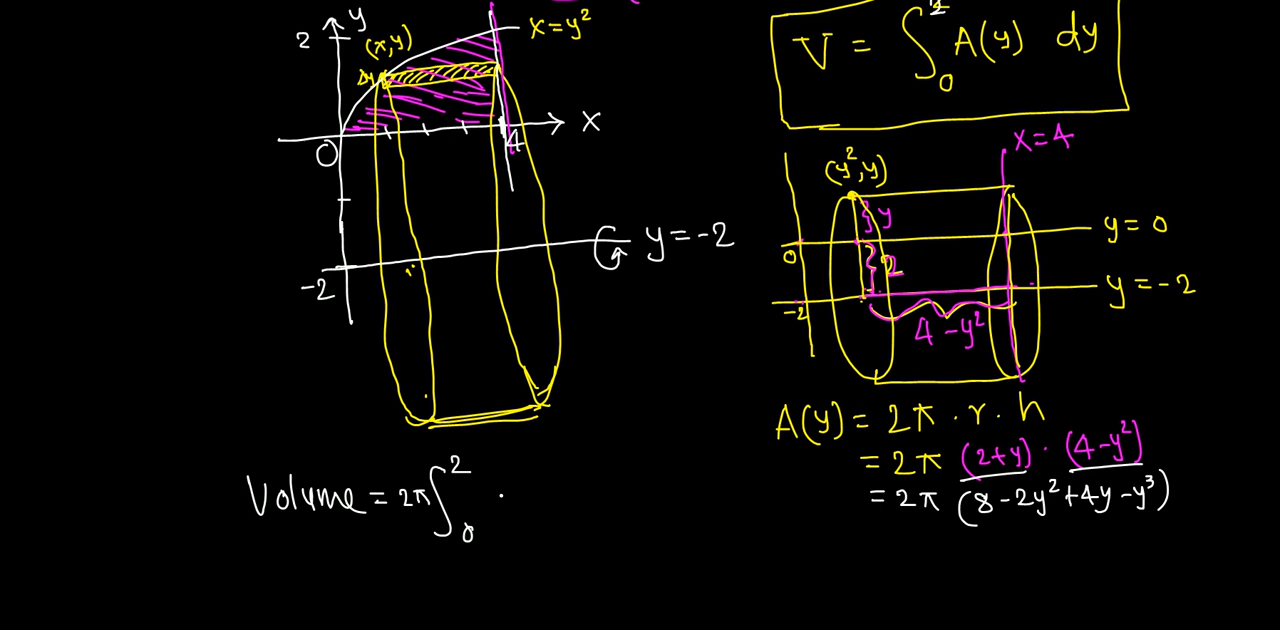 y
2
(x,y)
x=y²
Δy
x
0
4
y=-2
-2
Volume = 2π∫₀²
V = ∫₀² A(y) dy
x=4
(y²,y)
y
y=0
0
2
y=-2
-2
4-y²
A(y) = 2π · r · h
= 2π (2+y) · (4-y²)
= 2π (8-2y²+4y-y³)